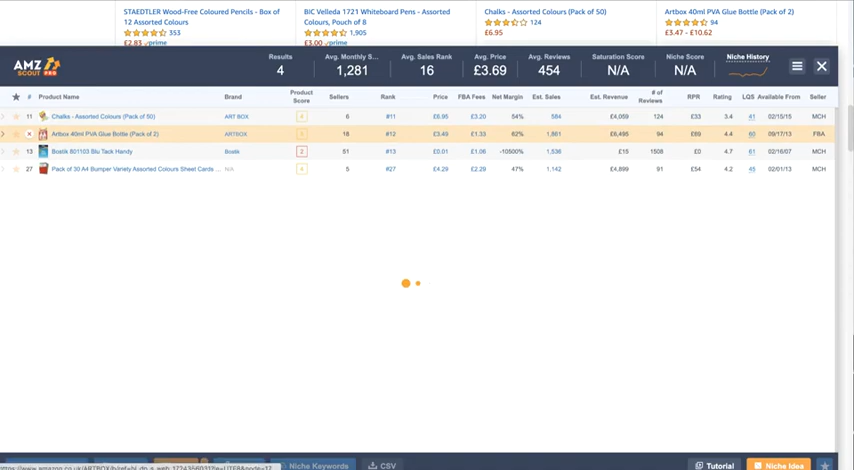 STAEDTLER Wood-Free Coloured Pencils - Box of
12 Assorted Colours
353
£2.83 prime
BIC Velleda 1721 Whiteboard Pens - Assorted
Colours, Pouch of 8
1,905
£3.00 prime
Chalks - Assorted Colours (Pack of 50)
124
£6.95
Artbox 40ml PVA Glue Bottle (Pack of 2)
94
£3.47 - £10.62
AMZ
SCOUT PRO
Results
4
Avg. Monthly S...
1,281
Avg. Sales Rank
16
Avg. Price
£3.69
Avg. Reviews
454
Saturation Score
N/A
Niche Score
N/A
Niche History
# Product Name Brand Product Score Sellers Rank Price FBA Fees Net Margin Est. Sales Est. Revenue # of Reviews RPR Rating LQS Available From Seller
11 Chalks - Assorted Colours (Pack of 50) ART BOX 4 6 #11 £6.95 £3.20 54% 584 £4,059 124 £33 3.4 41 02/15/15 MCH
Artbox 40ml PVA Glue Bottle (Pack of 2) ARTBOX 18 #12 £3.49 £1.33 62% 1,861 £6,495 94 £69 4.4 60 09/17/13 FBA
13 Bostik 801103 Blu Tack Handy Bostik 2 51 #13 £0.01 £1.06 -10500% 1,536 £15 1508 £0 4.7 61 02/16/07 MCH
27 Pack of 30 A4 Bumper Variety Assorted Colours Sheet Cards ... N/A 5 #27 £4.29 £2.29 47% 1,142 £4,899 91 £54 4.2 45 02/01/13 MCH
Niche Keywords
CSV
Tutorial
Niche Idea